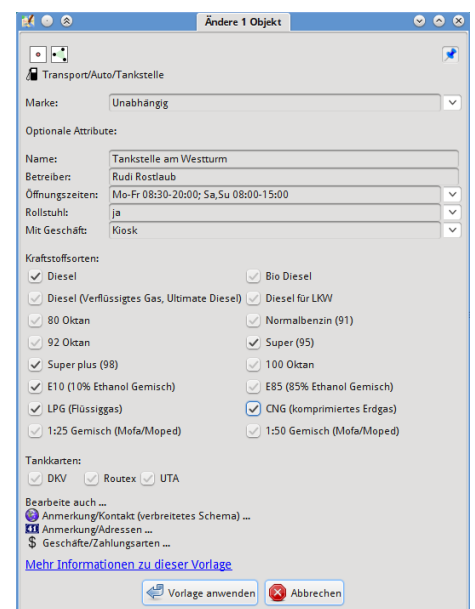 Ändere 1 Objekt
Transport/Auto/Tankstelle
Marke: Unabhängig
Optionale Attribute:
Name: Tankstelle am Westturm
Betreiber: Rudi Rostlaub
Öffnungszeiten: Mo-Fr 08:30-20:00; Sa,Su 08:00-15:00
Rollstuhl: ja
Mit Geschäft: Kiosk
Kraftstoffsorten:
Diesel Bio Diesel
Diesel (Verflüssigtes Gas, Ultimate Diesel) Diesel für LKW
80 Oktan Normalbenzin (91)
92 Oktan Super (95)
Super plus (98) 100 Oktan
E10 (10% Ethanol Gemisch) E85 (85% Ethanol Gemisch)
LPG (Flüssiggas) CNG (komprimiertes Erdgas)
1:25 Gemisch (Mofa/Moped) 1:50 Gemisch (Mofa/Moped)
Tankkarten:
DKV Routex UTA
Bearbeite auch ...
Anmerkung/Kontakt (verbreitetes Schema) ...
Anmerkung/Adressen ...
$ Geschäfte/Zahlungsarten ...
Mehr Informationen zu dieser Vorlage
Vorlage anwenden Abbrechen